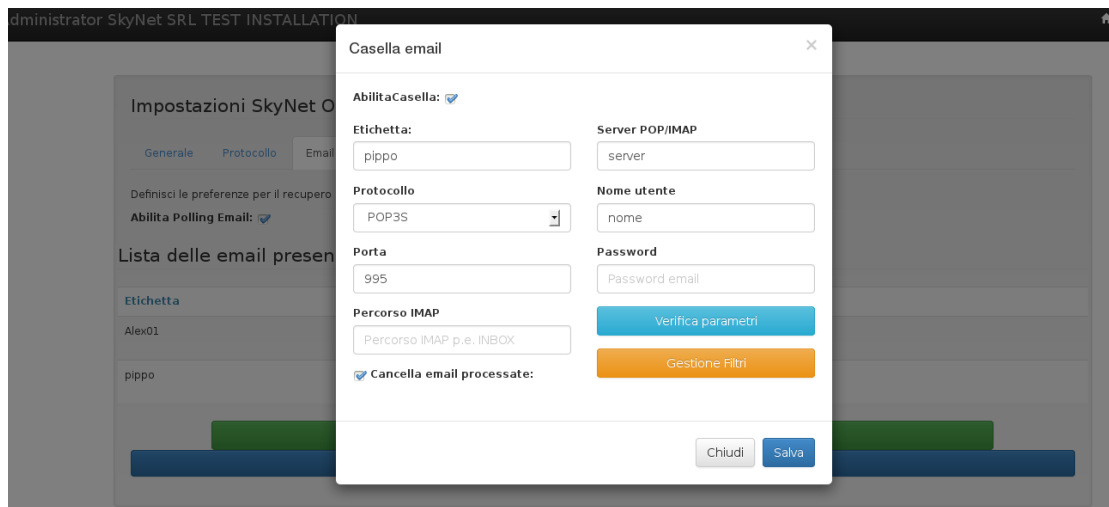 dministrator SkyNet SRL TEST INSTALLATION
Casella email
×
Impostazioni SkyNet O
Generale Protocollo Email
Definisci le preferenze per il recupero
Abilita Polling Email:
Lista delle email presen
Etichetta
Alex01
pippo
AbilitaCasella:
Etichetta:
pippo
Server POP/IMAP
server
Protocollo
POP3S
Nome utente
nome
Porta
995
Password
Password email
Percorso IMAP
Percorso IMAP p.e. INBOX
Verifica parametri
Gestione Filtri
Cancella email processate:
Chiudi Salva